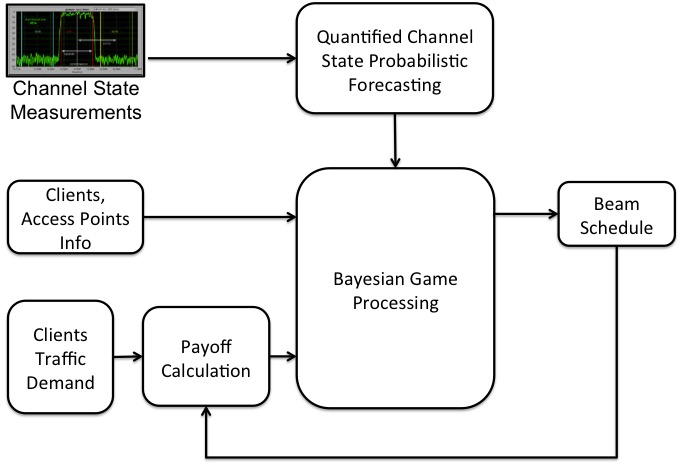 Channel State
Measurements
Quantified Channel
State Probabilistic
Forecasting
Clients,
Access Points
Info
Bayesian Game
Processing
Beam
Schedule
Clients
Traffic
Demand
Payoff
Calculation